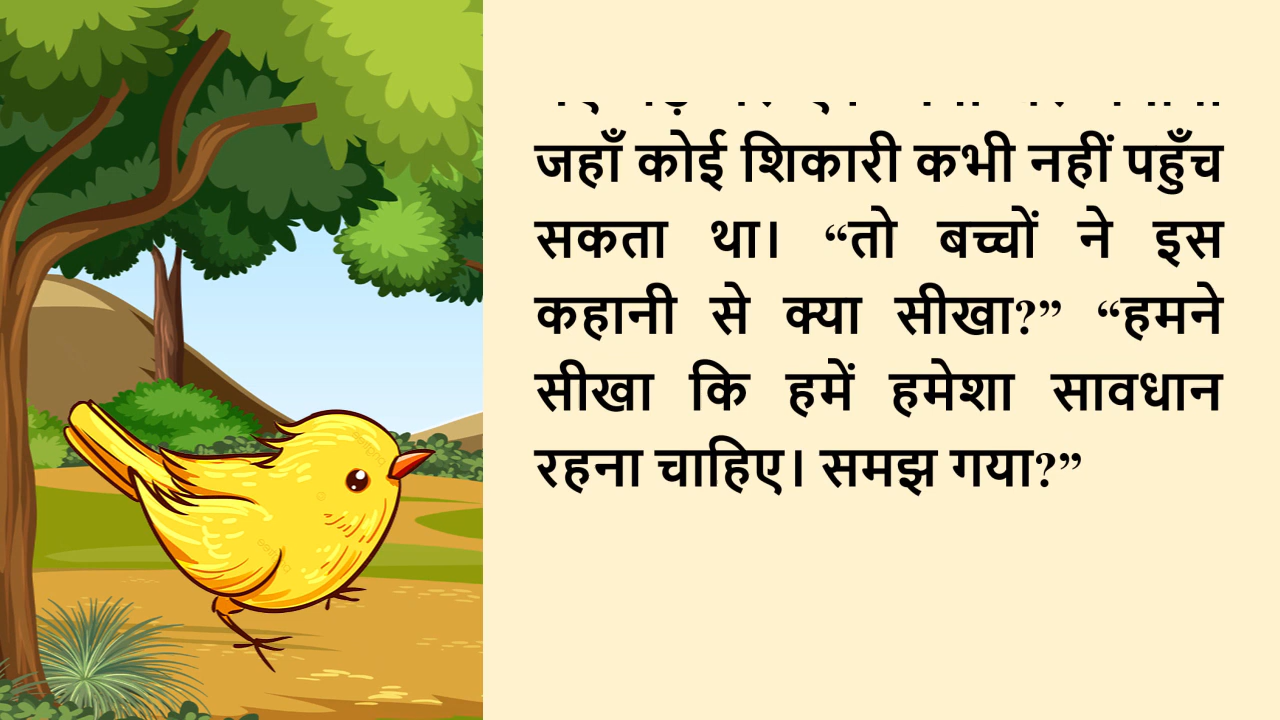 जहाँ कोई शिकारी कभी नहीं पहुँच
सकता था। “तो बच्चों ने इस
कहानी से क्या सीखा?” “हमने
सीखा कि हमें हमेशा सावधान
रहना चाहिए। समझ गया?”